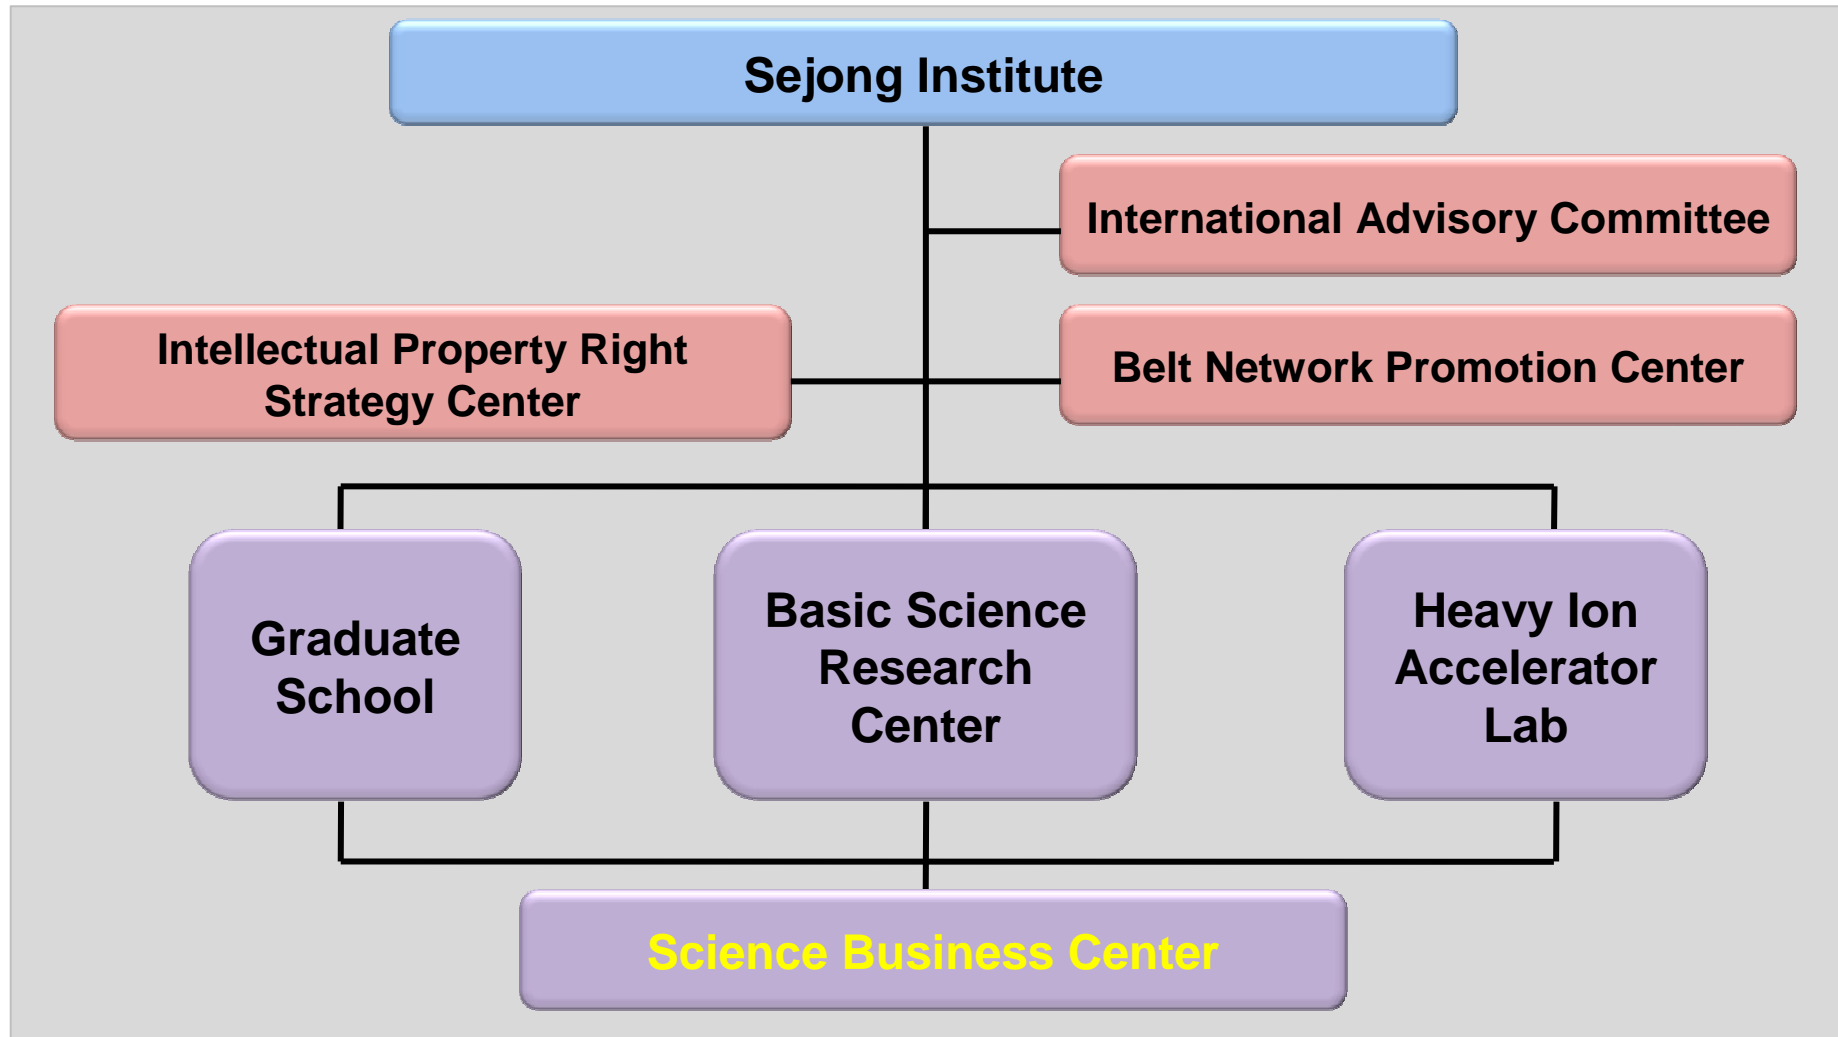 Sejong Institute
International Advisory Committee
Intellectual Property Right
Strategy Center
Belt Network Promotion Center
Graduate
School
Basic Science
Research
Center
Heavy Ion
Accelerator
Lab
Science Business Center